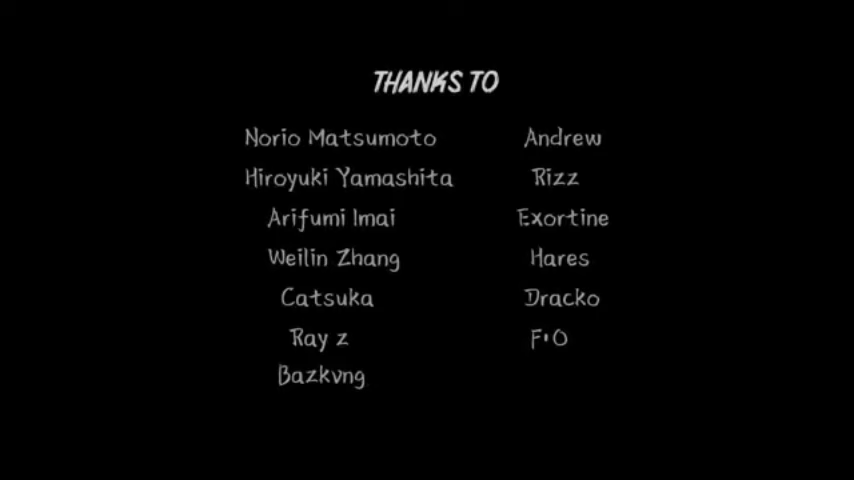 THANKS TO
Norio Matsumoto
Hiroyuki Yamashita
Arifumi Imai
Weilin Zhang
Catsuka
Ray z
Bazkvng
Andrew
Rizz
Exortine
Hares
Dracko
F·O